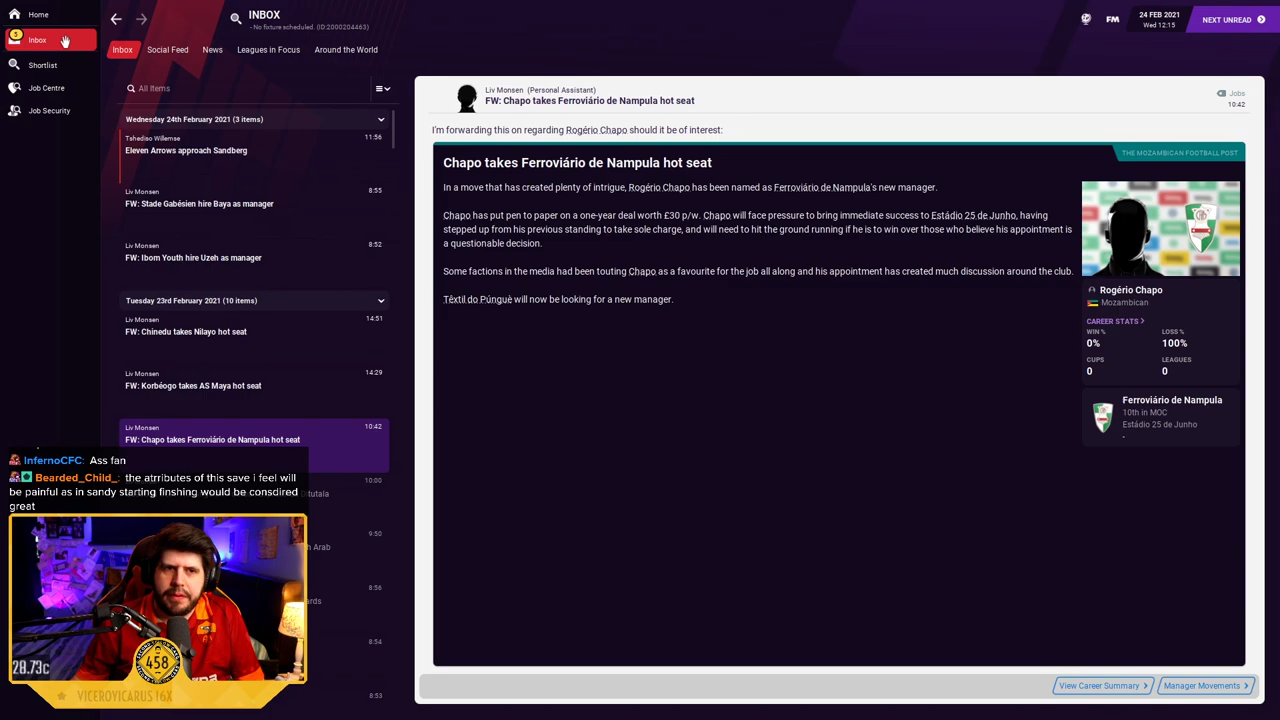 Home
5
Inbox
Shortlist
Job Centre
Job Security
INBOX
- No fixture scheduled. (ID:2000204463)
FM
24 FEB 2021
Wed 12:15
NEXT UNREAD
Inbox
Social Feed
News
Leagues in Focus
Around the World
All Items
Wednesday 24th February 2021 (3 items)
Tshediso Willemse
11:56
Eleven Arrows approach Sandberg
Liv Monsen
8:55
FW: Stade Gabésien hire Baya as manager
Liv Monsen
8:52
FW: Ibom Youth hire Uzeh as manager
Tuesday 23rd February 2021 (10 items)
Liv Monsen
14:51
FW: Chinedu takes Nilayo hot seat
Liv Monsen
14:29
FW: Korbéogo takes AS Maya hot seat
Liv Monsen
10:42
FW: Chapo takes Ferroviário de Nampula hot seat
10:00
Ditutala
9:50
h Arab
8:56
ards
8:54
8:53
InfernoCFC: Ass fan
Bearded_Child_: the atrributes of this save i feel will
be painful as in sandy starting finshing would be consdired
great
28.73c
458
VICEROYICARUS !6X
Liv Monsen (Personal Assistant)
FW: Chapo takes Ferroviário de Nampula hot seat
Jobs
10:42
I'm forwarding this on regarding Rogério Chapo should it be of interest:
THE MOZAMBICAN FOOTBALL POST
Chapo takes Ferroviário de Nampula hot seat
In a move that has created plenty of intrigue, Rogério Chapo has been named as Ferroviário de Nampula's new manager.
Chapo has put pen to paper on a one-year deal worth £30 p/w. Chapo will face pressure to bring immediate success to Estádio 25 de Junho, having
stepped up from his previous standing to take sole charge, and will need to hit the ground running if he is to win over those who believe his appointment is
a questionable decision.
Some factions in the media had been touting Chapo as a favourite for the job all along and his appointment has created much discussion around the club.
Têxtil do Púnguè will now be looking for a new manager.
Rogério Chapo
Mozambican
CAREER STATS
WIN %
LOSS %
0%
100%
CUPS
LEAGUES
0
0
Ferroviário de Nampula
10th in MOC
Estádio 25 de Junho
-
View Career Summary
Manager Movements